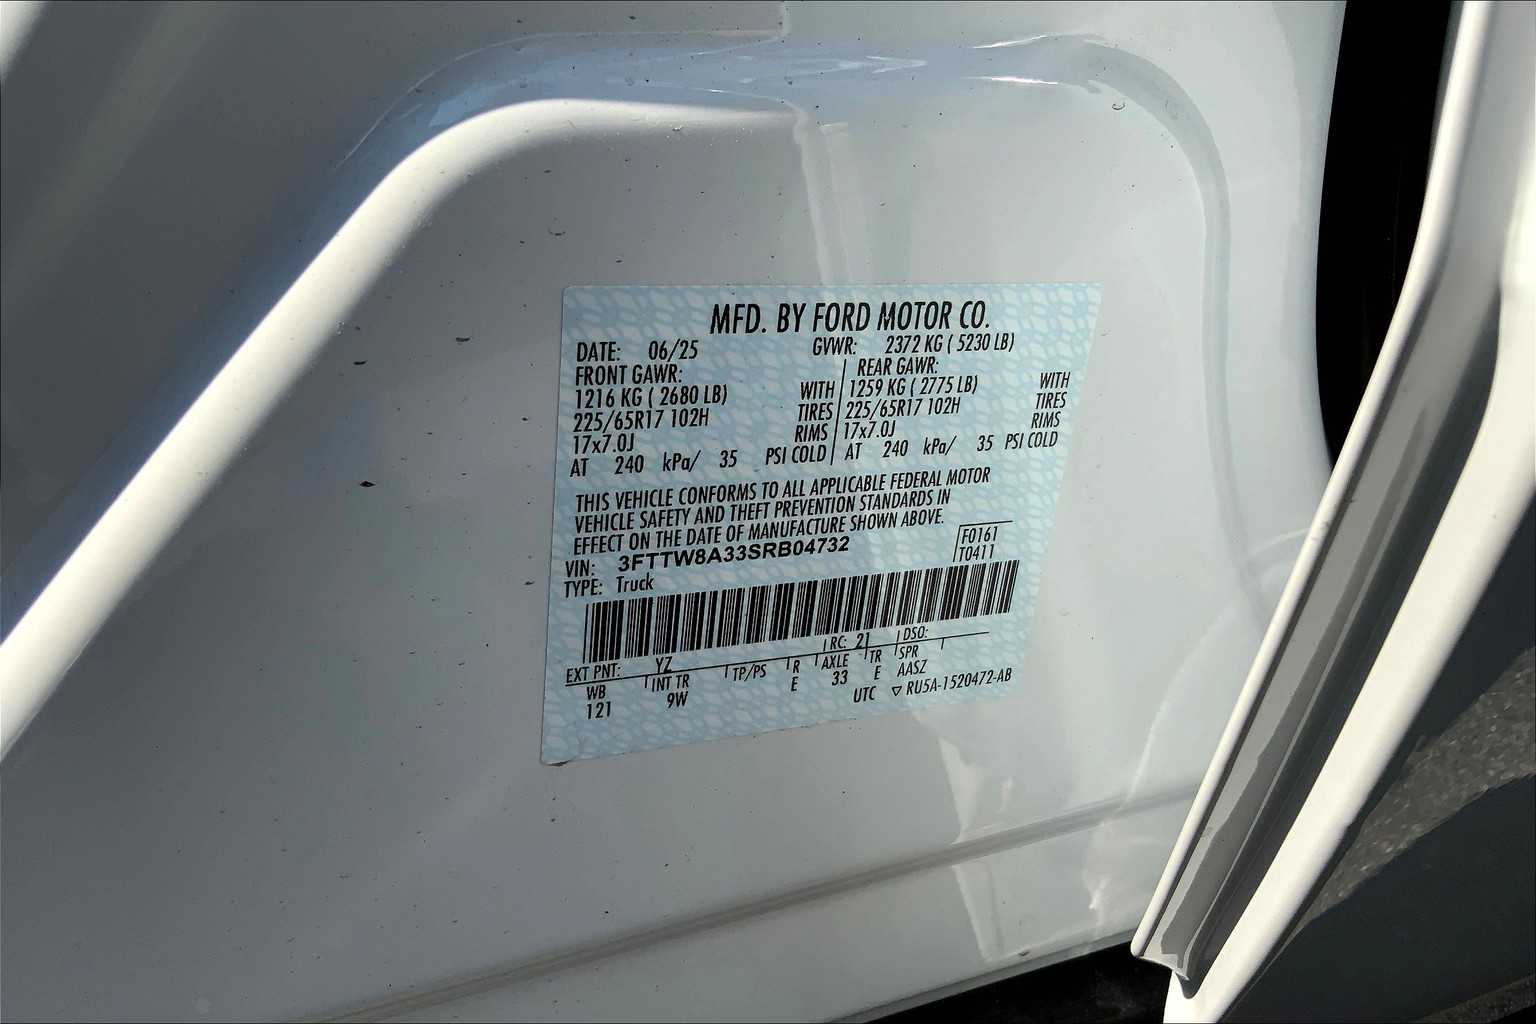 MFD. BY FORD MOTOR CO.
DATE: 06/25 GVWR: 2372 KG ( 5230 LB)
FRONT GAWR: REAR GAWR:
1216 KG ( 2680 LB) WITH 1259 KG ( 2775 LB) WITH
225/65R17 102H TIRES 225/65R17 102H TIRES
17x7.0J RIMS 17x7.0J RIMS
AT 240 kPa/ 35 PSI COLD AT 240 kPa/ 35 PSI COLD
THIS VEHICLE CONFORMS TO ALL APPLICABLE FEDERAL MOTOR
VEHICLE SAFETY AND THEFT PREVENTION STANDARDS IN
EFFECT ON THE DATE OF MANUFACTURE SHOWN ABOVE.
VIN: 3FTTW8A33SRB04732 F0161
TYPE: Truck T0411
EXT PNT: YZ RC: 21 DSO:
WB INT TR TP/PS R AXLE TR SPR
121 9W E 33 E AASZ
UTC ▽ RU5A-1520472-AB